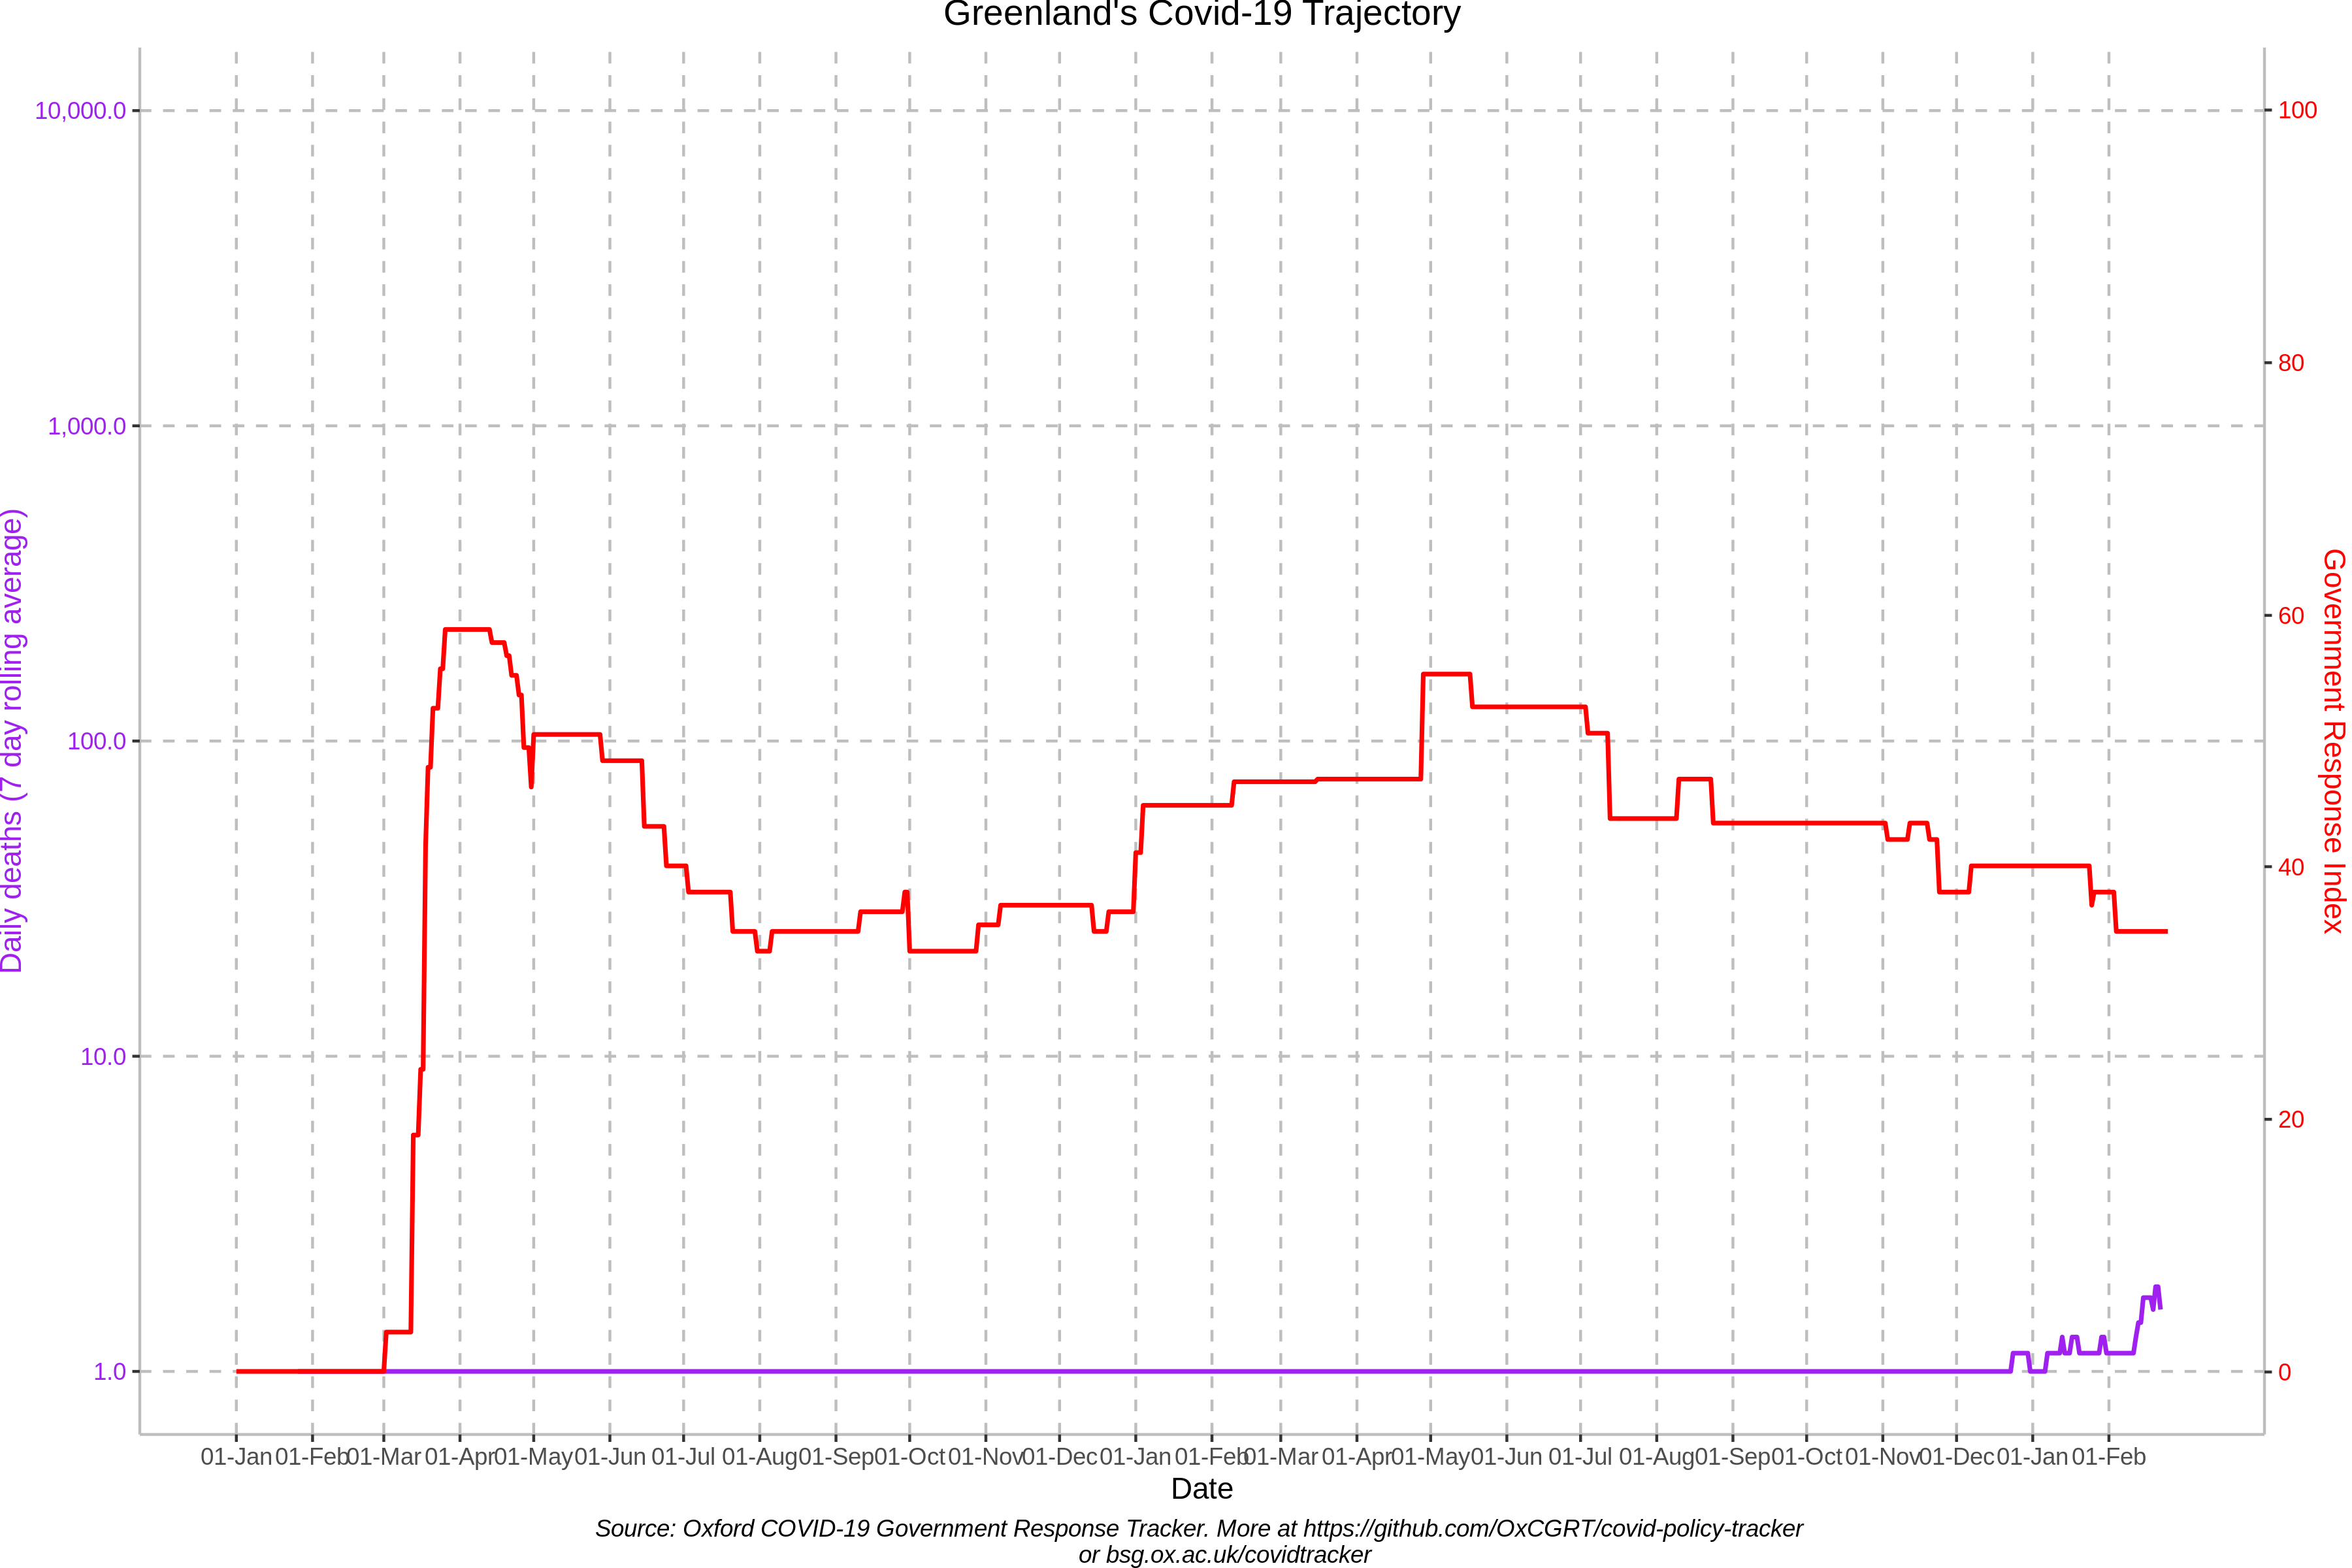 Greenland's Covid-19 Trajectory
10,000.0
1,000.0
100.0
10.0
1.0
Daily deaths (7 day rolling average)
100
80
60
40
20
0
Government Response Index
01-Jan 01-Feb 01-Mar 01-Apr 01-May 01-Jun 01-Jul 01-Aug 01-Sep 01-Oct 01-Nov 01-Dec 01-Jan 01-Feb 01-Mar 01-Apr 01-May 01-Jun 01-Jul 01-Aug 01-Sep 01-Oct 01-Nov 01-Dec 01-Jan 01-Feb
Date
Source: Oxford COVID-19 Government Response Tracker. More at https://github.com/OxCGRT/covid-policy-tracker
or bsg.ox.ac.uk/covidtracker